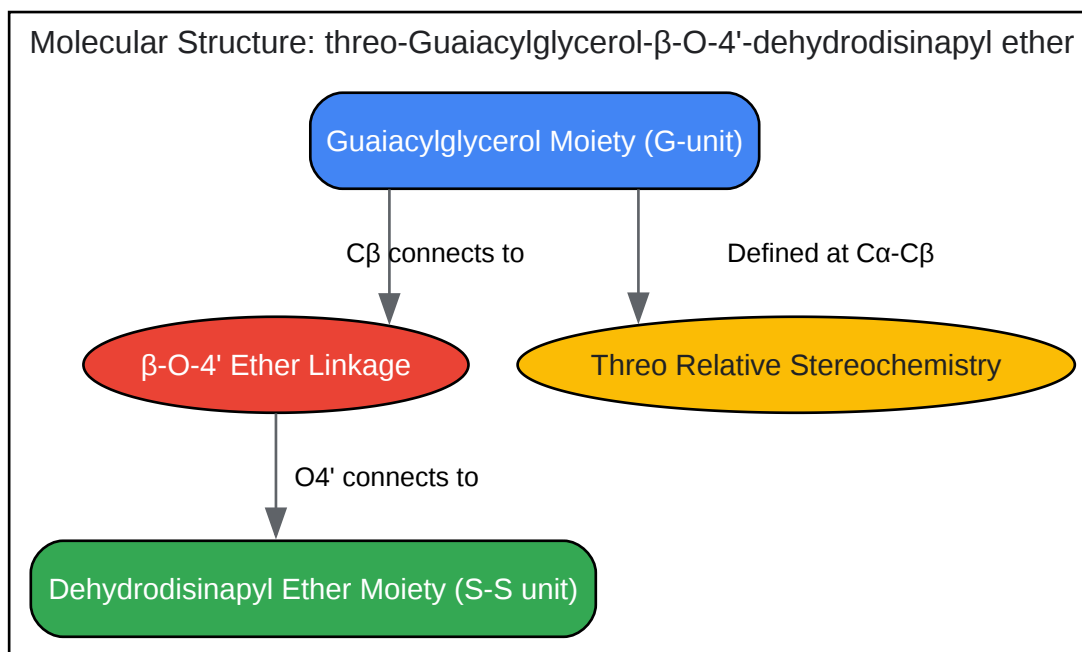 Molecular Structure: threo-Guaiacylglycerol-β-O-4'-dehydrodisinapyl ether
Guaiacylglycerol Moiety (G-unit)
Cβ connects to
Defined at Cα-Cβ
β-O-4' Ether Linkage
Threo Relative Stereochemistry
O4' connects to
Dehydrodisinapyl Ether Moiety (S-S unit)